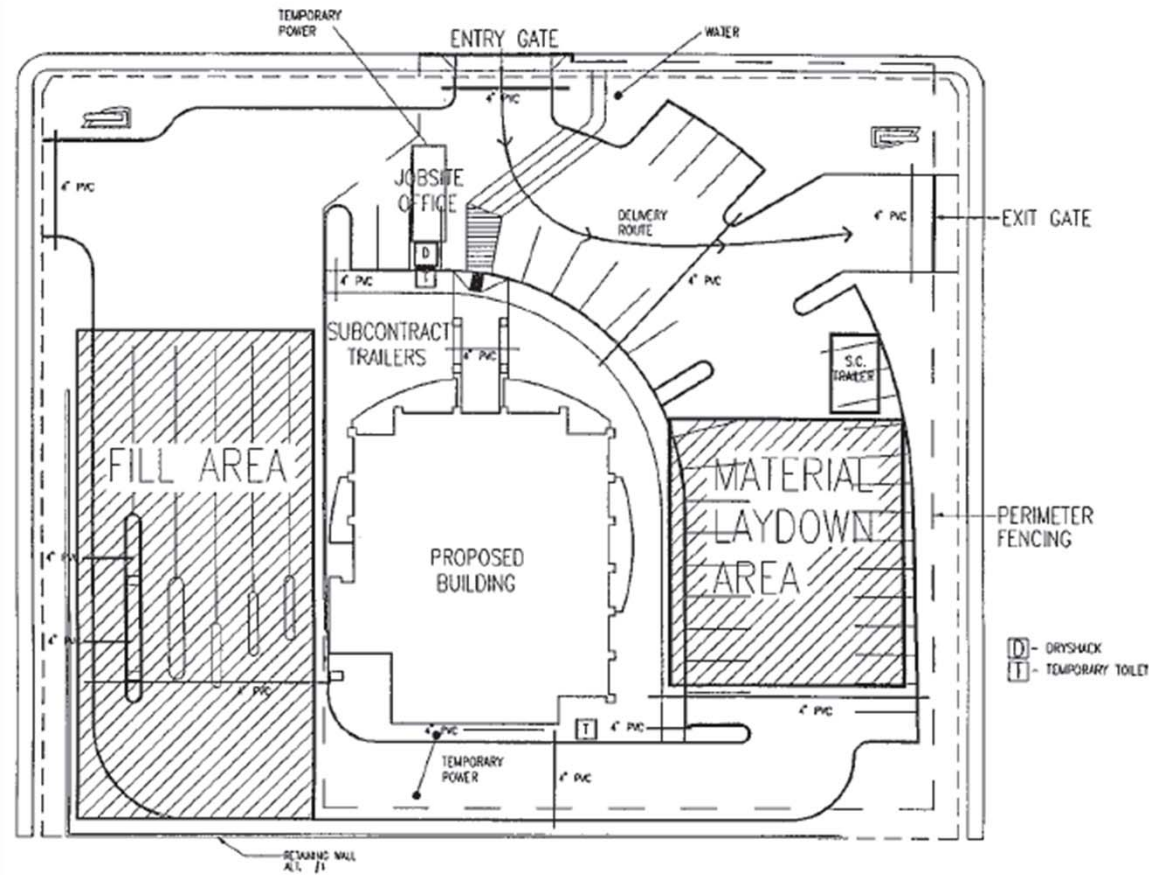 TEMPORARY
POWER
ENTRY GATE
WATER
4" PVC
4" PVC
JOBSITE
OFFICE
DELIVERY
ROUTE
4" PVC
EXIT GATE
D
T
4" PVC
4" PVC
SUBCONTRACT
TRAILERS
4" PVC
S.C.
TRAILER
FILL AREA
MATERIAL
LAYDOWN
AREA
PERIMETER
FENCING
PROPOSED
BUILDING
4" PVC
4" PVC
D - DRYSHACK
T - TEMPORARY TOILET
4" PVC
4" PVC
4" PVC
T
4" PVC
TEMPORARY
POWER
4" PVC
RETAINING WALL
ALT.